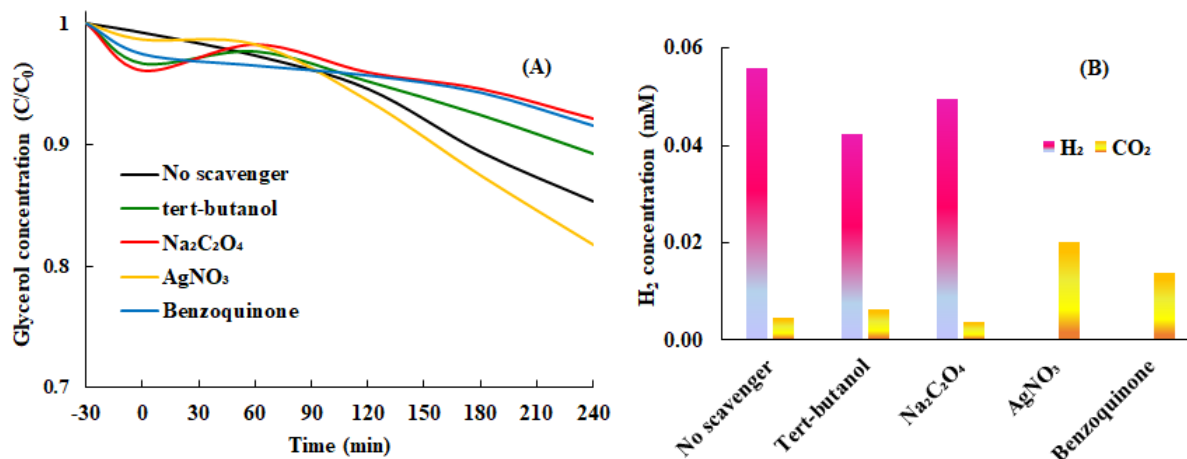 Glycerol concentration (C/C₀)
1
0.9
0.8
0.7
(A)
No scavenger
tert-butanol
Na₂C₂O₄
AgNO₃
Benzoquinone
-30 0 30 60 90 120 150 180 210 240
Time (min)
H₂ concentration (mM)
0.06
0.04
0.02
0.00
(B)
H₂ CO₂
No scavenger
Tert-butanol
Na₂C₂O₄
AgNO₃
Benzoquinone